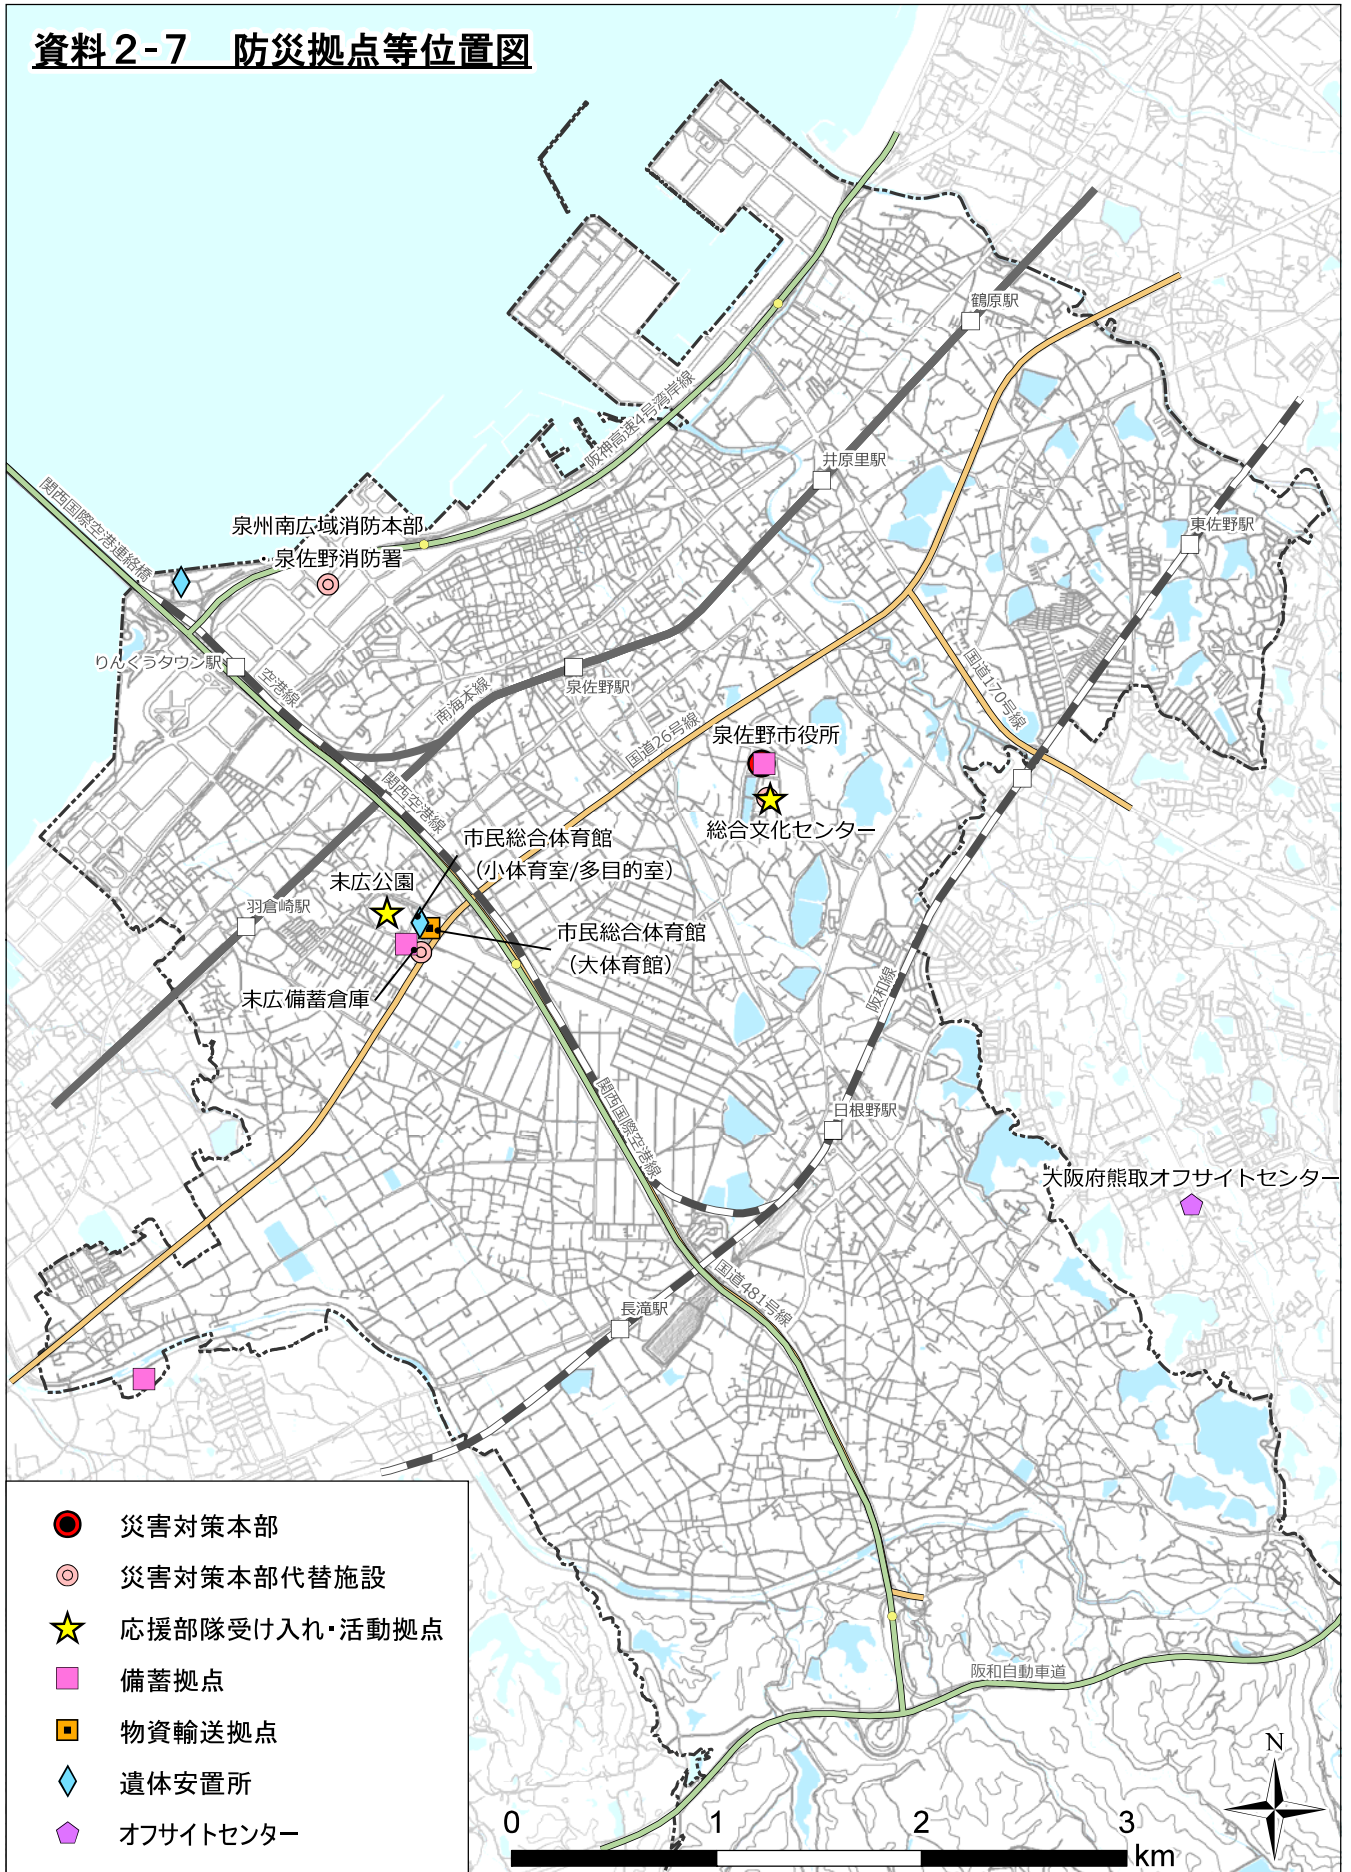 資料２-７　防災拠点等位置図
鶴原駅
阪神高速4号湾岸線
井原里駅
関西国際空港連絡橋
泉州南広域消防本部
泉佐野消防署
東佐野駅
りんくうタウン駅
空港線
南海本線
泉佐野駅
国道170号線
国道26号線
泉佐野市役所
関西空港線
総合文化センター
市民総合体育館
（小体育室/多目的室）
末広公園
羽倉崎駅
市民総合体育館
（大体育館）
末広備蓄倉庫
阪和線
関西国際空港線
日根野駅
大阪府熊取オフサイトセンター
国道481号線
長滝駅
阪和自動車道
災害対策本部
災害対策本部代替施設
応援部隊受け入れ・活動拠点
備蓄拠点
物資輸送拠点
遺体安置所
オフサイトセンター
N
0 1 2 3
km